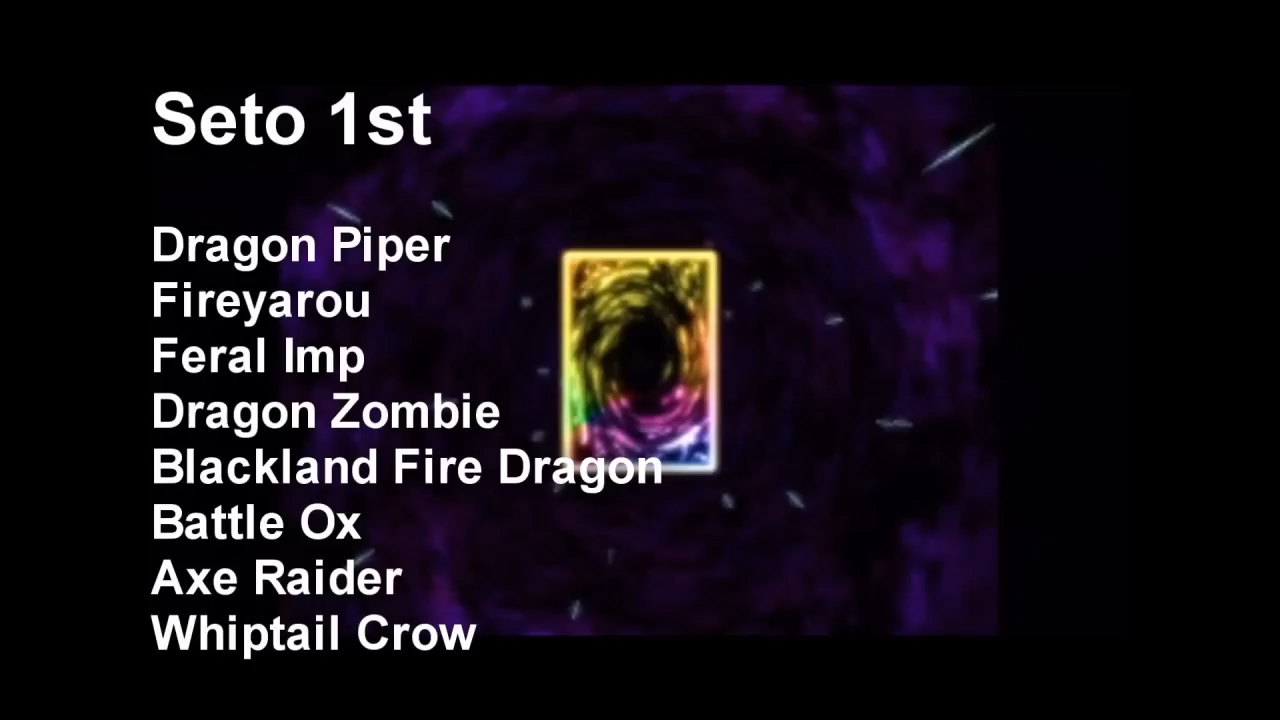 Seto 1st
Dragon Piper
Fireyarou
Feral Imp
Dragon Zombie
Blackland Fire Dragon
Battle Ox
Axe Raider
Whiptail Crow